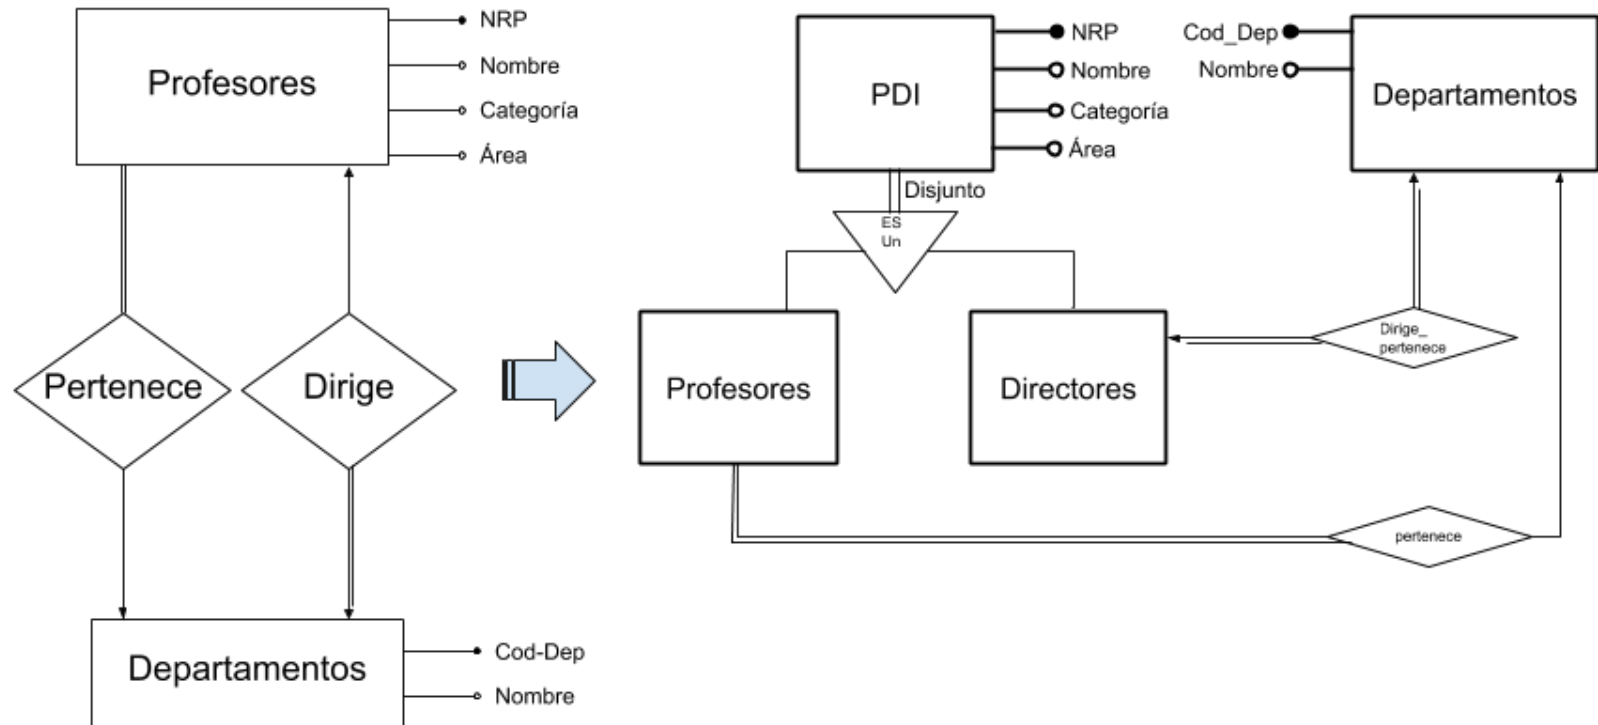 Profesores
NRP
Nombre
Categoría
Área
Pertenece
Dirige
Departamentos
Cod-Dep
Nombre
PDI
NRP
Nombre
Categoría
Área
Cod_Dep
Nombre
Departamentos
Disjunto
ES
Un
Profesores
Directores
Dirige_
pertenece
pertenece